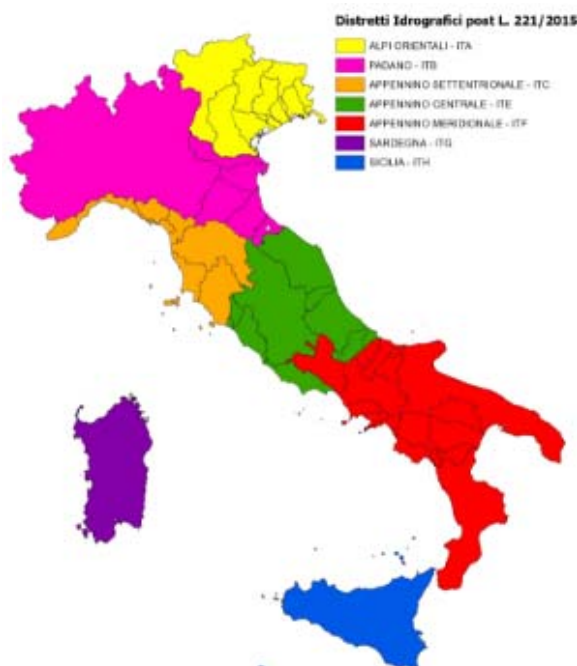 Distretti Idrografici post L. 221/2015
ALPI ORIENTALI - ITA
PADANO - ITB
APPENNINO SETTENTRIONALE - ITC
APPENNINO CENTRALE - ITE
APPENNINO MERIDIONALE - ITF
SARDEGNA - ITG
SICILIA - ITH